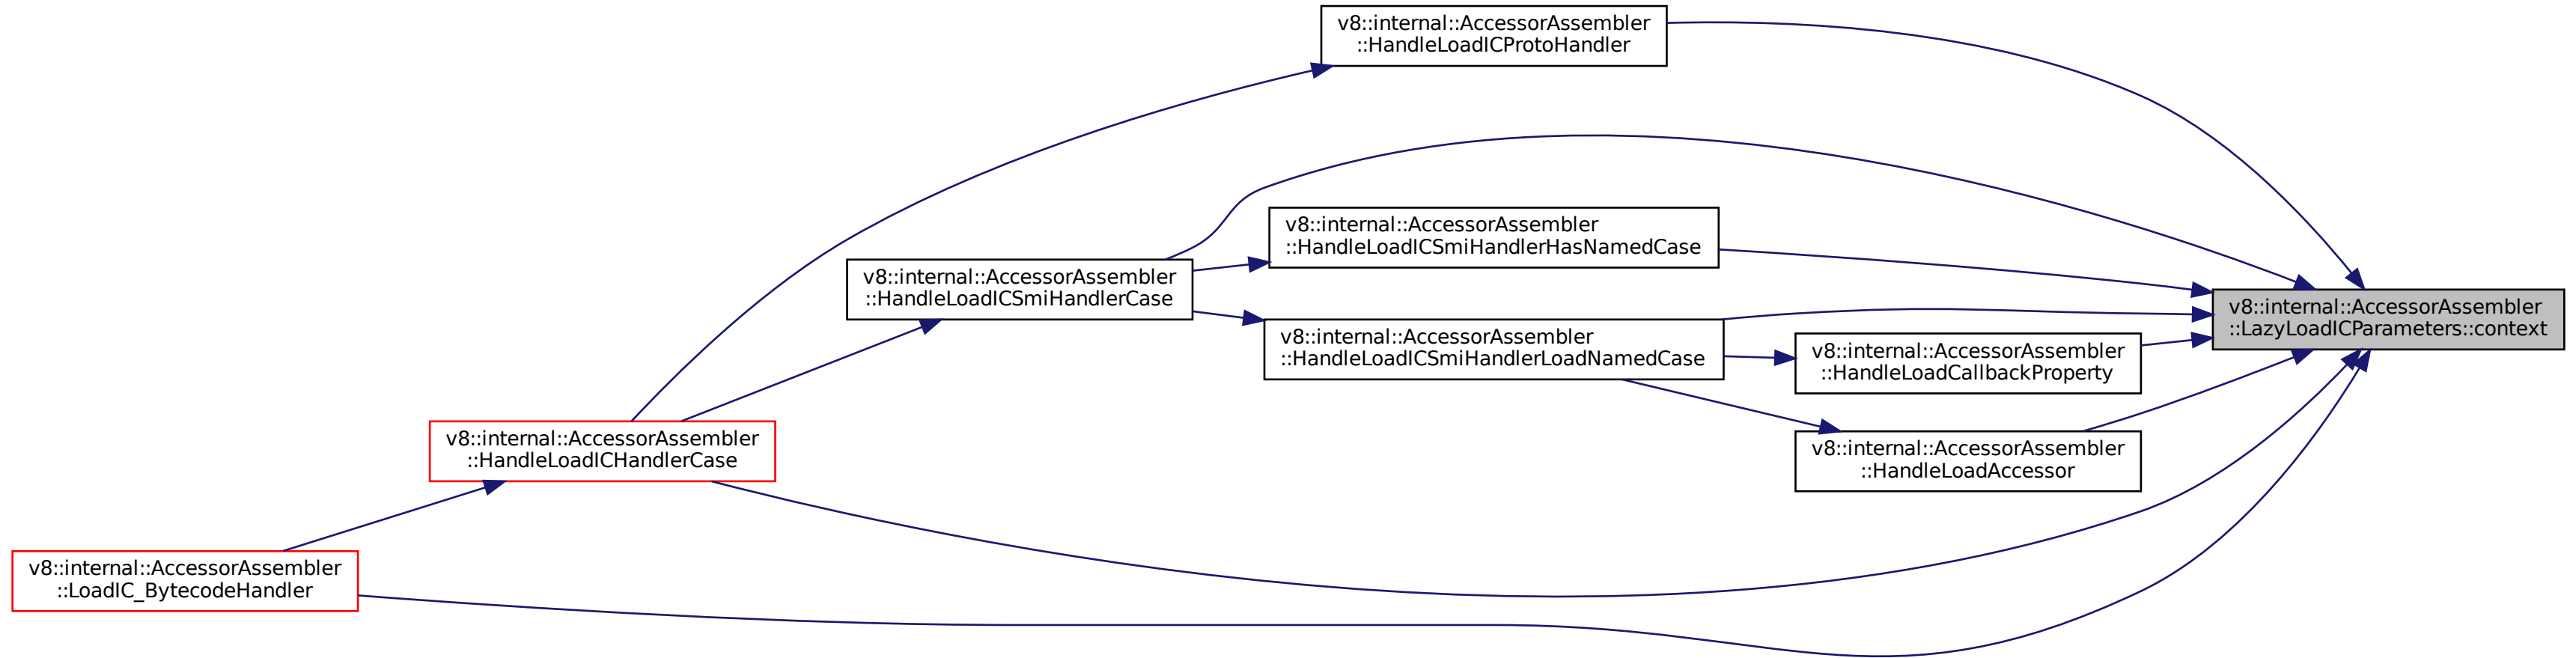 v8::internal::AccessorAssembler
::HandleLoadICProtoHandler
v8::internal::AccessorAssembler
::HandleLoadICSmiHandlerHasNamedCase
v8::internal::AccessorAssembler
::HandleLoadICSmiHandlerCase
v8::internal::AccessorAssembler
::LazyLoadICParameters::context
v8::internal::AccessorAssembler
::HandleLoadICSmiHandlerLoadNamedCase
v8::internal::AccessorAssembler
::HandleLoadCallbackProperty
v8::internal::AccessorAssembler
::HandleLoadICHandlerCase
v8::internal::AccessorAssembler
::HandleLoadAccessor
v8::internal::AccessorAssembler
::LoadIC_BytecodeHandler